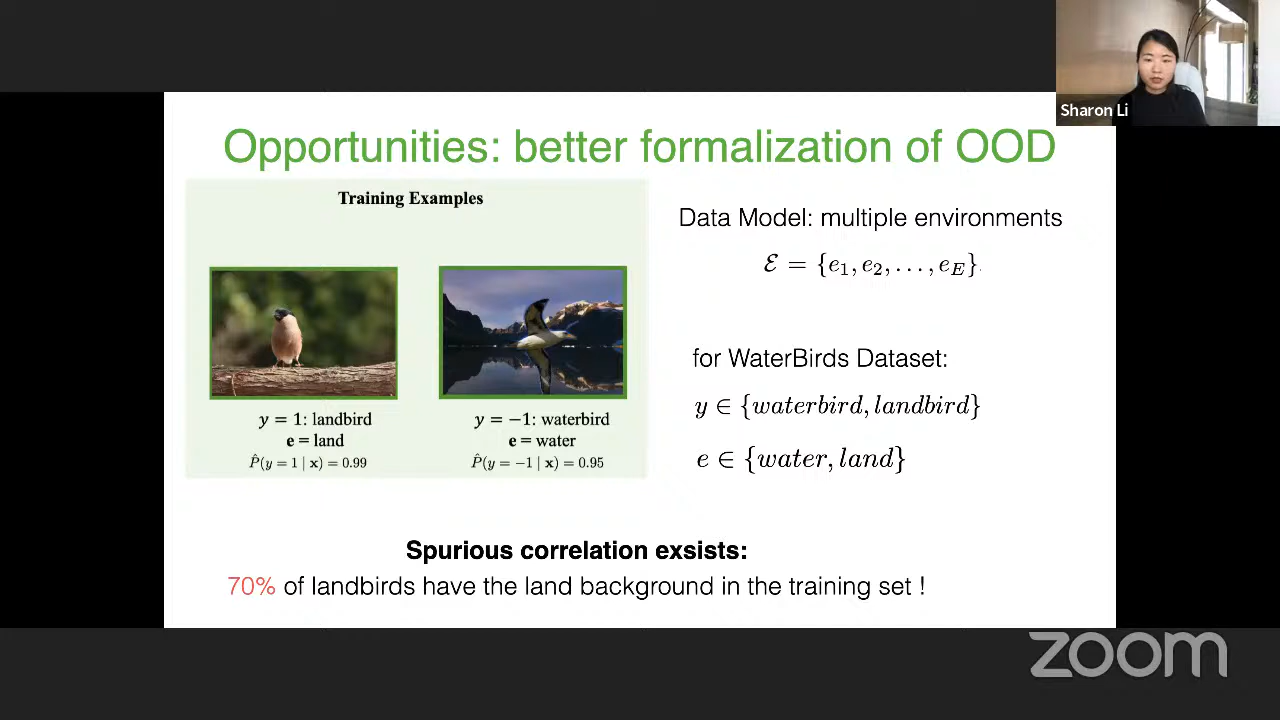 Sharon Li
Opportunities: better formalization of OOD
Training Examples
y = 1: landbird
e = land
P̂(y = 1 | x) = 0.99
y = −1: waterbird
e = water
P̂(y = −1 | x) = 0.95
Data Model: multiple environments
ℰ = {e₁, e₂, . . . , e_E}
for WaterBirds Dataset:
y ∈ {waterbird, landbird}
e ∈ {water, land}
Spurious correlation exsists:
70% of landbirds have the land background in the training set !
zoom